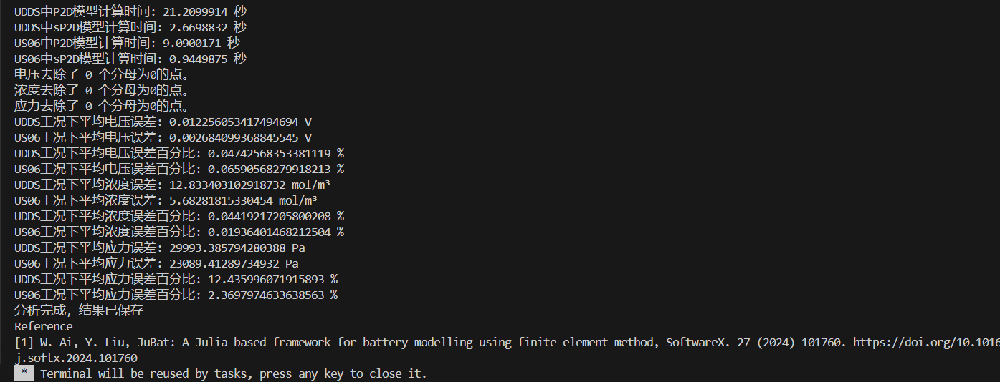 UDDS中P2D模型计算时间: 21.2099914 秒
UDDS中sP2D模型计算时间: 2.6698832 秒
US06中P2D模型计算时间: 9.0900171 秒
US06中sP2D模型计算时间: 0.9449875 秒
电压去除了 0 个分母为0的点。
浓度去除了 0 个分母为0的点。
应力去除了 0 个分母为0的点。
UDDS工况下平均电压误差: 0.012256053417494694 V
US06工况下平均电压误差: 0.002684099368845545 V
UDDS工况下平均电压误差百分比: 0.04742568353381119 %
US06工况下平均电压误差百分比: 0.06590568279918213 %
UDDS工况下平均浓度误差: 12.833403102918732 mol/m³
US06工况下平均浓度误差: 5.68281815330454 mol/m³
UDDS工况下平均浓度误差百分比: 0.04419217205800208 %
US06工况下平均浓度误差百分比: 0.01936401468212504 %
UDDS工况下平均应力误差: 29993.385794280388 Pa
US06工况下平均应力误差: 23089.41289734932 Pa
UDDS工况下平均应力误差百分比: 12.435996071915893 %
US06工况下平均应力误差百分比: 2.3697974633638563 %
分析完成，结果已保存
Reference
[1] W. Ai, Y. Liu, JuBat: A Julia-based framework for battery modelling using finite element method, SoftwareX. 27 (2024) 101760. https://doi.org/10.1016
j.softx.2024.101760
* Terminal will be reused by tasks, press any key to close it.